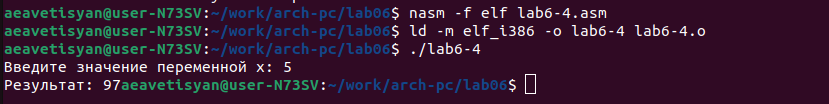 aeavetisyan@user-N73SV:~/work/arch-pc/lab06$ nasm -f elf lab6-4.asm
aeavetisyan@user-N73SV:~/work/arch-pc/lab06$ ld -m elf_i386 -o lab6-4 lab6-4.o
aeavetisyan@user-N73SV:~/work/arch-pc/lab06$ ./lab6-4
Введите значение переменной x: 5
Результат: 97aeavetisyan@user-N73SV:~/work/arch-pc/lab06$